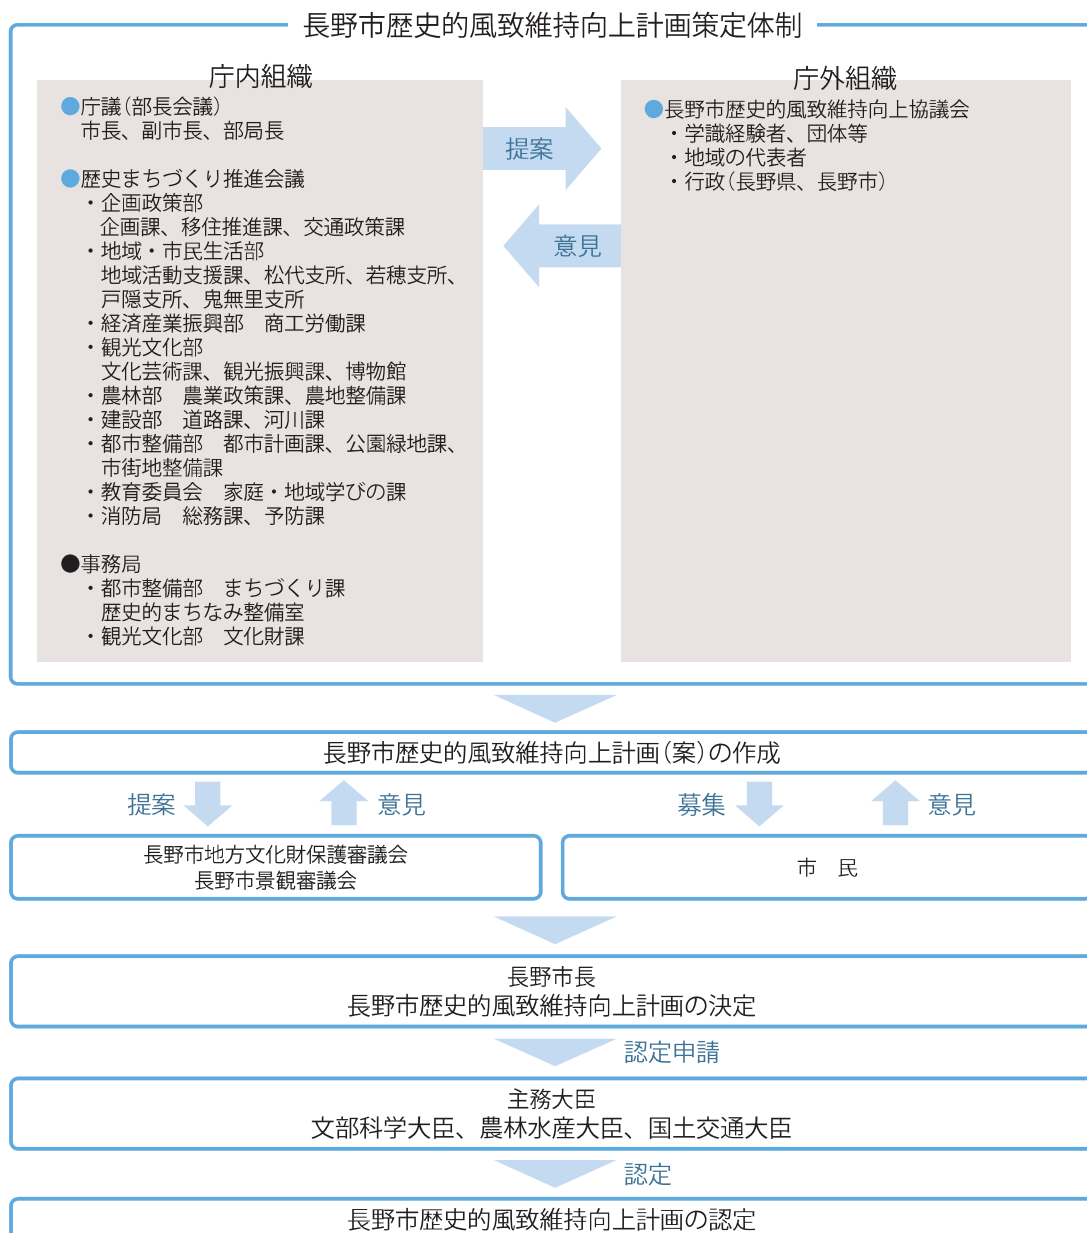 長野市歴史的風致維持向上計画策定体制
庁内組織
●庁議（部長会議）
市長、副市長、部局長
●歴史まちづくり推進会議
・企画政策部
企画課、移住推進課、交通政策課
・地域・市民生活部
地域活動支援課、松代支所、若穂支所、
戸隠支所、鬼無里支所
・経済産業振興部　商工労働課
・観光文化部
文化芸術課、観光振興課、博物館
・農林部　農業政策課、農地整備課
・建設部　道路課、河川課
・都市整備部　都市計画課、公園緑地課、
市街地整備課
・教育委員会　家庭・地域学びの課
・消防局　総務課、予防課
●事務局
・都市整備部　まちづくり課
歴史的まちなみ整備室
・観光文化部　文化財課
提案
意見
庁外組織
●長野市歴史的風致維持向上協議会
・学識経験者、団体等
・地域の代表者
・行政（長野県、長野市）
長野市歴史的風致維持向上計画（案）の作成
提案
意見
募集
意見
長野市地方文化財保護審議会
長野市景観審議会
市　民
長野市長
長野市歴史的風致維持向上計画の決定
認定申請
主務大臣
文部科学大臣、農林水産大臣、国土交通大臣
認定
長野市歴史的風致維持向上計画の認定